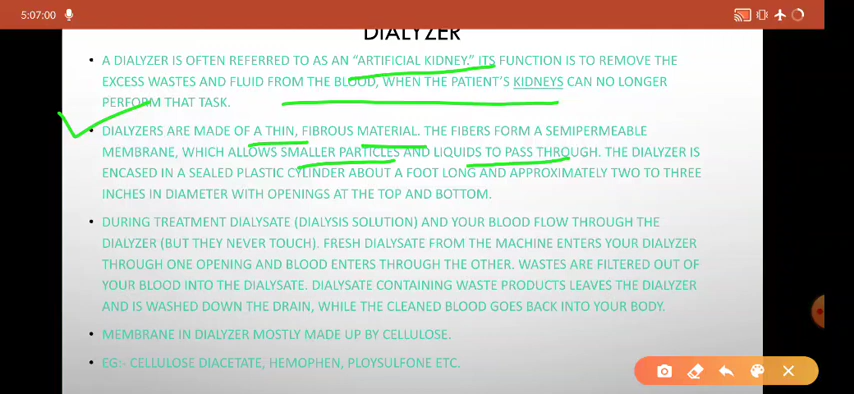 5:07:00
DIALYZER
• A DIALYZER IS OFTEN REFERRED TO AS AN “ARTIFICIAL KIDNEY.” ITS FUNCTION IS TO REMOVE THE
EXCESS WASTES AND FLUID FROM THE BLOOD, WHEN THE PATIENT’S KIDNEYS CAN NO LONGER
PERFORM THAT TASK.
• DIALYZERS ARE MADE OF A THIN, FIBROUS MATERIAL. THE FIBERS FORM A SEMIPERMEABLE
MEMBRANE, WHICH ALLOWS SMALLER PARTICLES AND LIQUIDS TO PASS THROUGH. THE DIALYZER IS
ENCASED IN A SEALED PLASTIC CYLINDER ABOUT A FOOT LONG AND APPROXIMATELY TWO TO THREE
INCHES IN DIAMETER WITH OPENINGS AT THE TOP AND BOTTOM.
• DURING TREATMENT DIALYSATE (DIALYSIS SOLUTION) AND YOUR BLOOD FLOW THROUGH THE
DIALYZER (BUT THEY NEVER TOUCH). FRESH DIALYSATE FROM THE MACHINE ENTERS YOUR DIALYZER
THROUGH ONE OPENING AND BLOOD ENTERS THROUGH THE OTHER. WASTES ARE FILTERED OUT OF
YOUR BLOOD INTO THE DIALYSATE. DIALYSATE CONTAINING WASTE PRODUCTS LEAVES THE DIALYZER
AND IS WASHED DOWN THE DRAIN, WHILE THE CLEANED BLOOD GOES BACK INTO YOUR BODY.
• MEMBRANE IN DIALYZER MOSTLY MADE UP BY CELLULOSE.
• EG:- CELLULOSE DIACETATE, HEMOPHEN, PLOYSULFONE ETC.